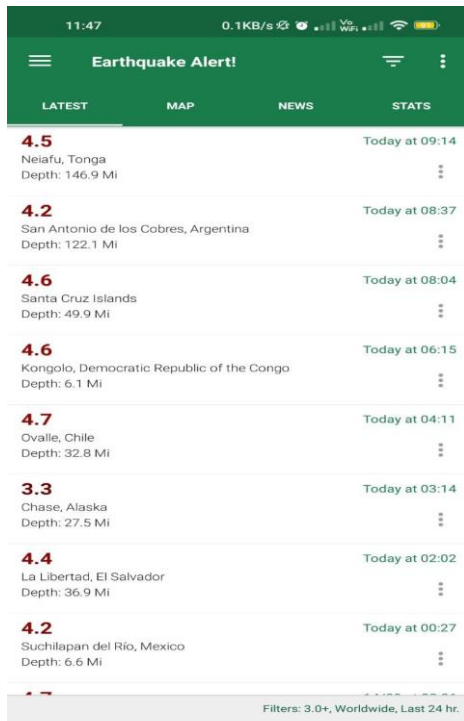 11:47
0.1KB/s Vo WiFi
Earthquake Alert!
LATEST MAP NEWS STATS
4.5 Today at 09:14
Neiafu, Tonga
Depth: 146.9 Mi
4.2 Today at 08:37
San Antonio de los Cobres, Argentina
Depth: 122.1 Mi
4.6 Today at 08:04
Santa Cruz Islands
Depth: 49.9 Mi
4.6 Today at 06:15
Kongolo, Democratic Republic of the Congo
Depth: 6.1 Mi
4.7 Today at 04:11
Ovalle, Chile
Depth: 32.8 Mi
3.3 Today at 03:14
Chase, Alaska
Depth: 27.5 Mi
4.4 Today at 02:02
La Libertad, El Salvador
Depth: 36.9 Mi
4.2 Today at 00:27
Suchilapan del Río, Mexico
Depth: 6.6 Mi
Filters: 3.0+, Worldwide, Last 24 hr.